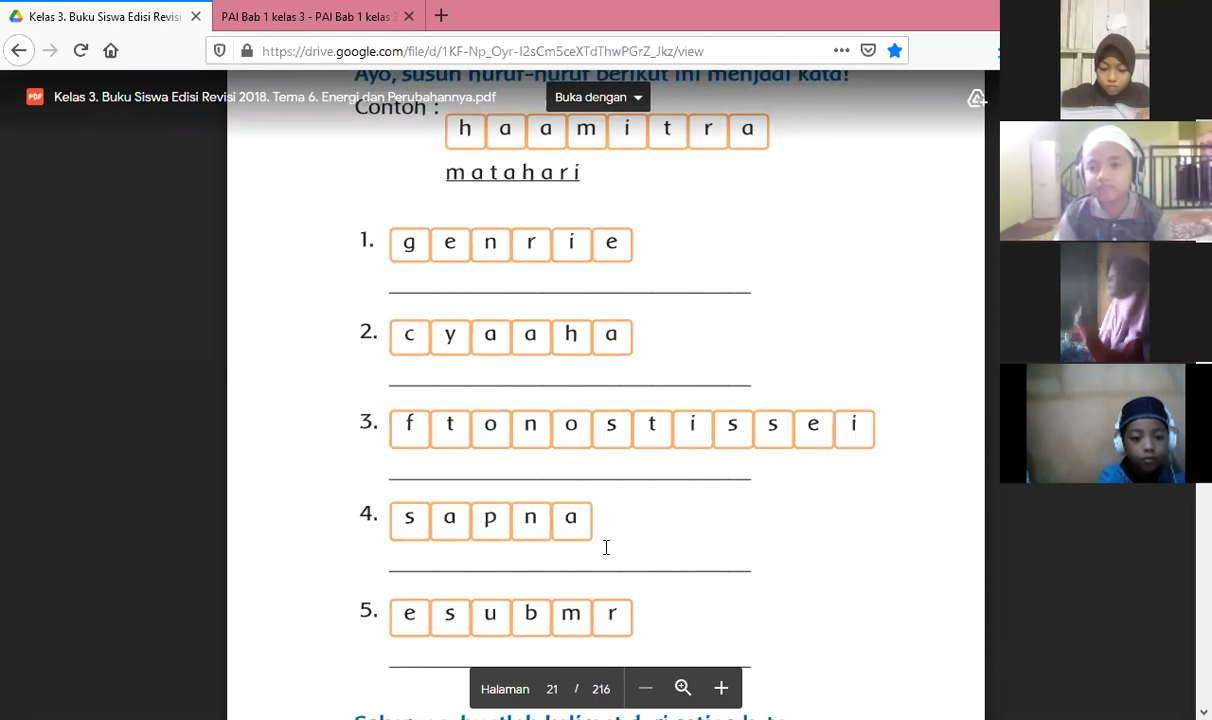 Kelas 3. Buku Siswa Edisi Revisi
PAI Bab 1 kelas 3 - PAI Bab 1 kelas 3
https://drive.google.com/file/d/1KF-Np_Oyr-I2sCm5ceXTdThwPGrZ_Jkz/view
Ayo, susun huruf-huruf berikut ini menjadi kata!
Kelas 3. Buku Siswa Edisi Revisi 2018. Tema 6. Energi dan Perubahannya.pdf
Buka dengan
Contoh :
h a a m i t r a
m a t a h a r i
1. g e n r i e
2. c y a a h a
3. f t o n o s t i s s e i
4. s a p n a
5. e s u b m r
Halaman 21 / 216